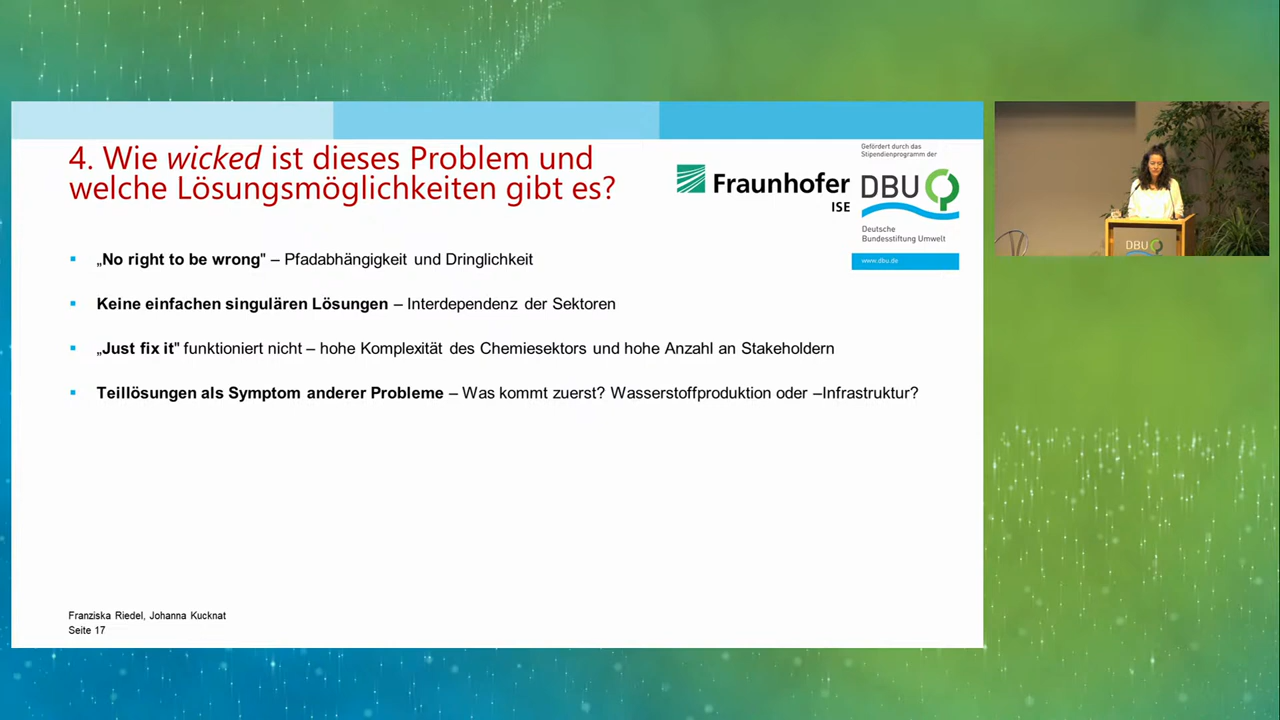 4. Wie wicked ist dieses Problem und
welche Lösungsmöglichkeiten gibt es?
Fraunhofer
ISE
Gefördert durch das
Stipendienprogramm der
DBU
Deutsche
Bundesstiftung Umwelt
www.dbu.de
„No right to be wrong" – Pfadabhängigkeit und Dringlichkeit
Keine einfachen singulären Lösungen – Interdependenz der Sektoren
„Just fix it" funktioniert nicht – hohe Komplexität des Chemiesektors und hohe Anzahl an Stakeholdern
Teillösungen als Symptom anderer Probleme – Was kommt zuerst? Wasserstoffproduktion oder –Infrastruktur?
Franziska Riedel, Johanna Kucknat
Seite 17
DBU